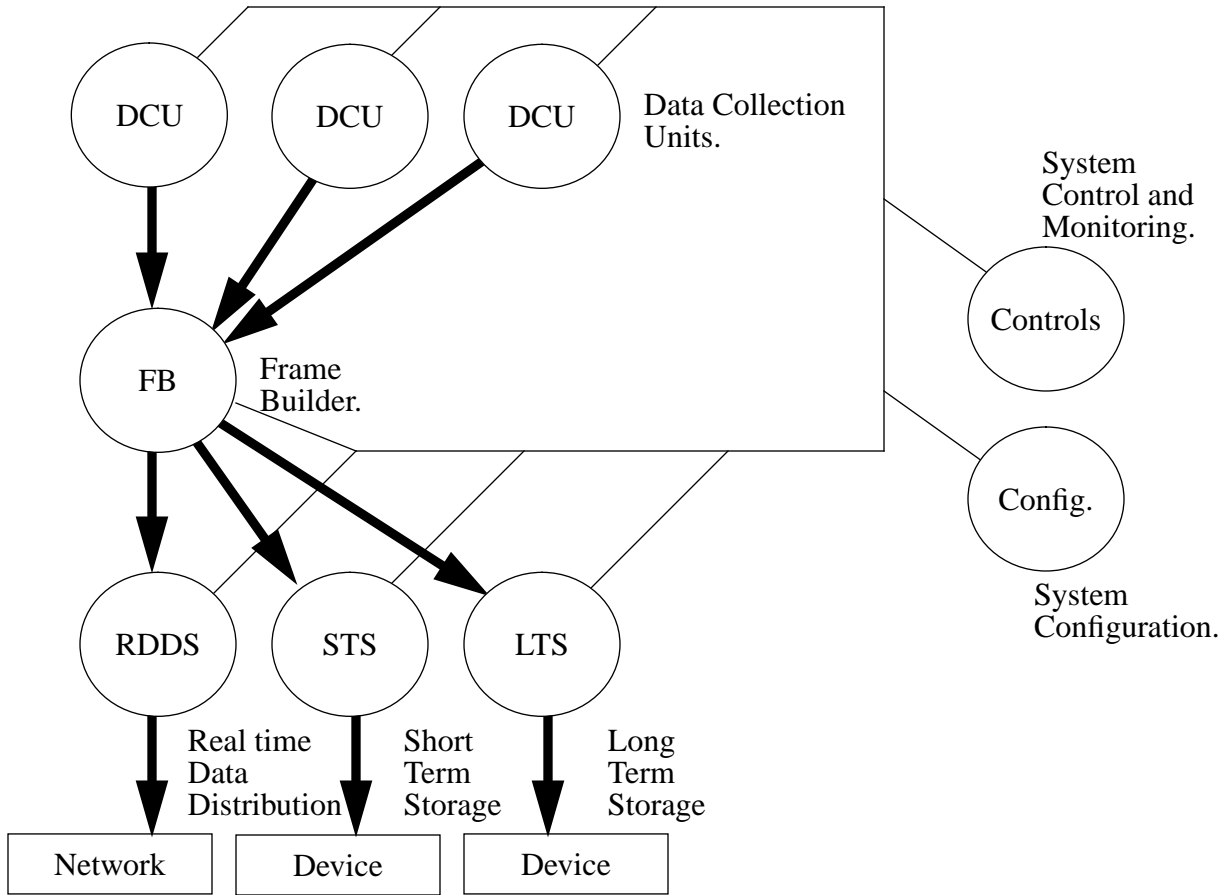 DCU
DCU
DCU
Data Collection
Units.
System
Control and
Monitoring.
Controls
FB
Frame
Builder.
Config.
System
Configuration.
RDDS
STS
LTS
Real time
Data
Distribution
Short
Term
Storage
Long
Term
Storage
Network
Device
Device